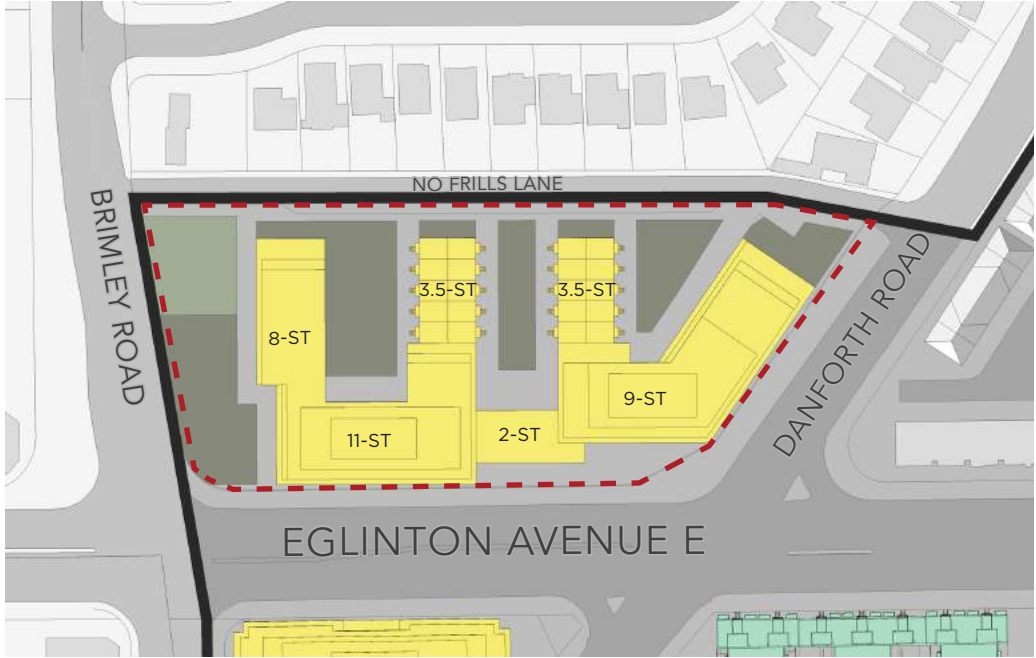 NO FRILLS LANE
BRIMLEY ROAD
DANFORTH ROAD
3.5-ST
3.5-ST
8-ST
9-ST
11-ST
2-ST
EGLINTON AVENUE E